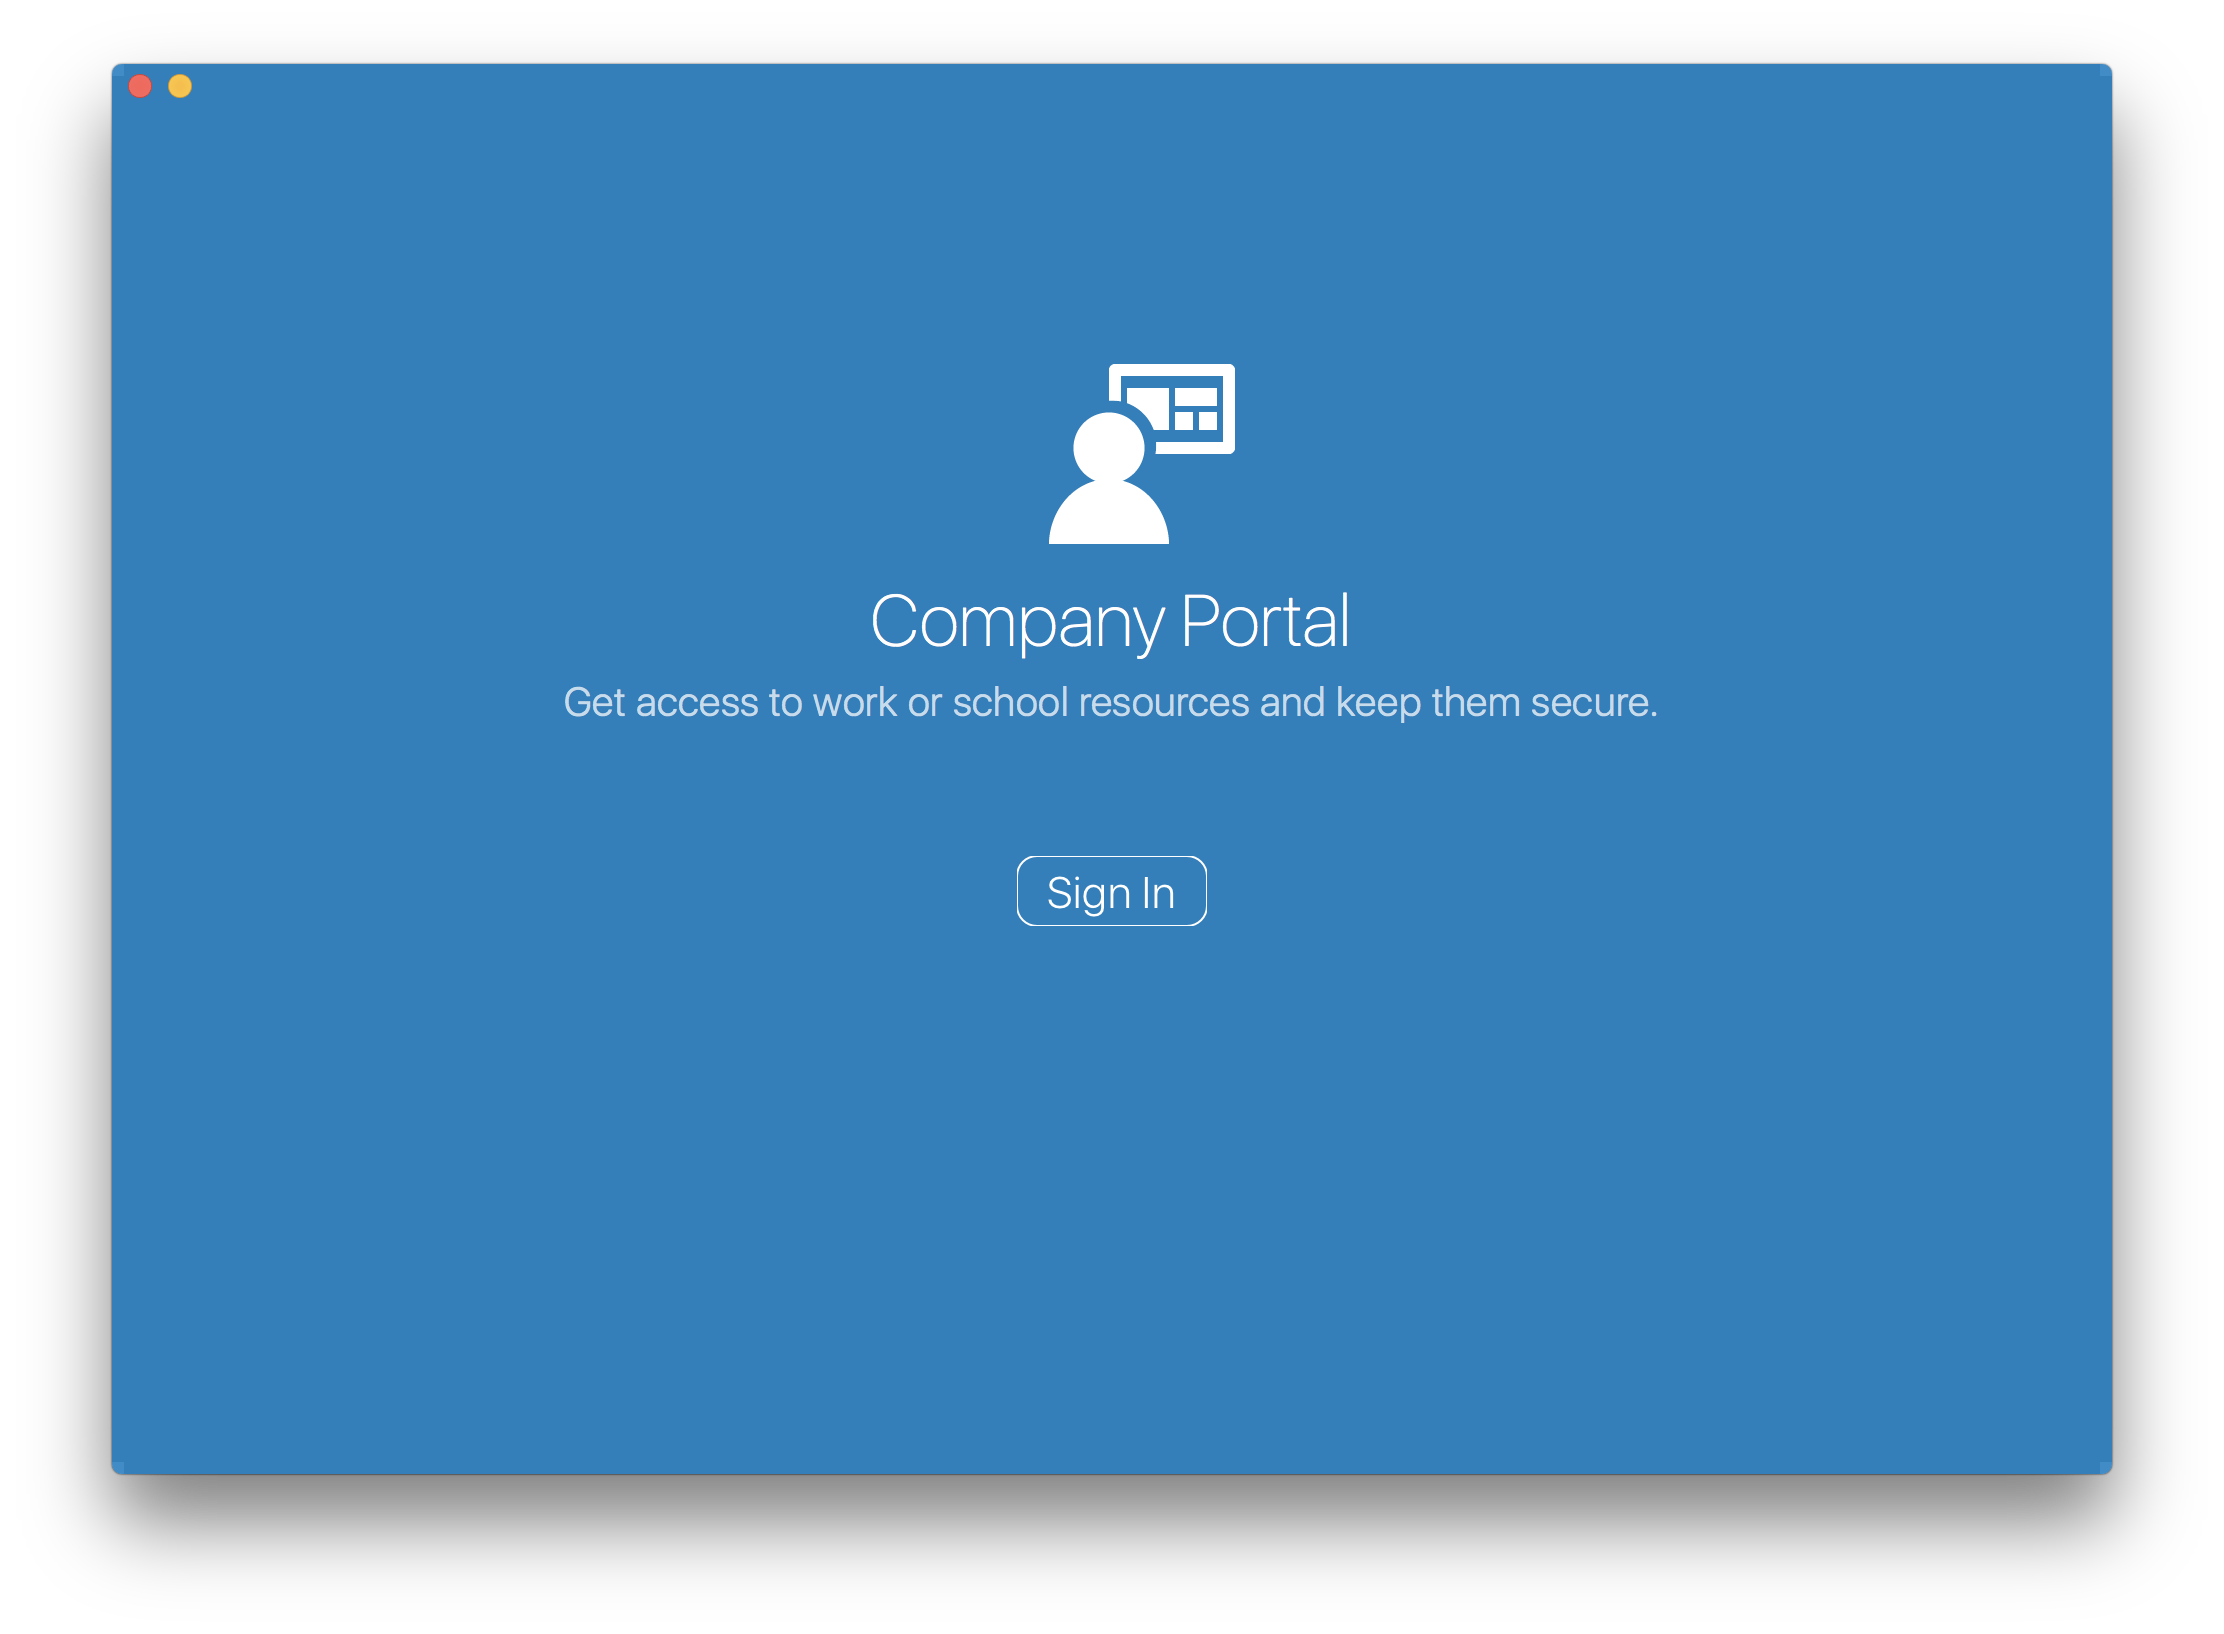 Company Portal
Get access to work or school resources and keep them secure.
Sign In